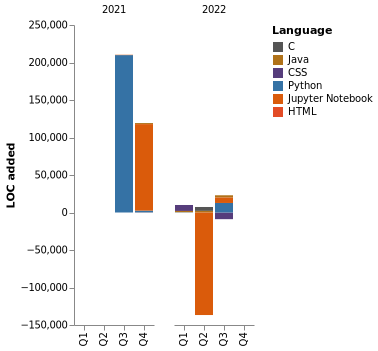 2021
2022
Language
C
Java
CSS
Python
Jupyter Notebook
HTML
LOC added
250,000
200,000
150,000
100,000
50,000
0
−50,000
−100,000
−150,000
Q1
Q2
Q3
Q4
Q1
Q2
Q3
Q4